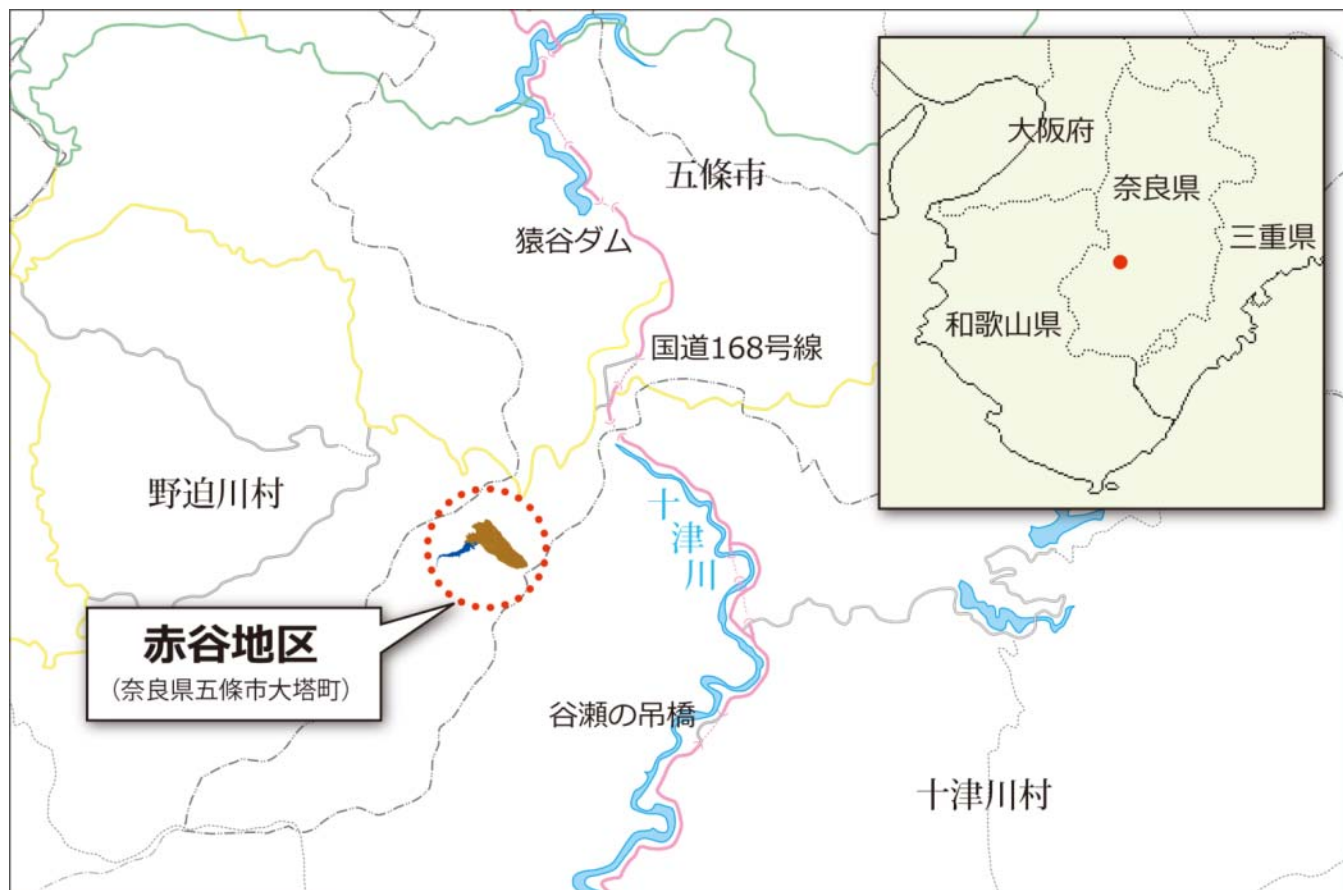 大阪府
奈良県
三重県
和歌山県
五條市
猿谷ダム
国道168号線
野迫川村
十津川
赤谷地区
(奈良県五條市大塔町)
谷瀬の吊橋
十津川村